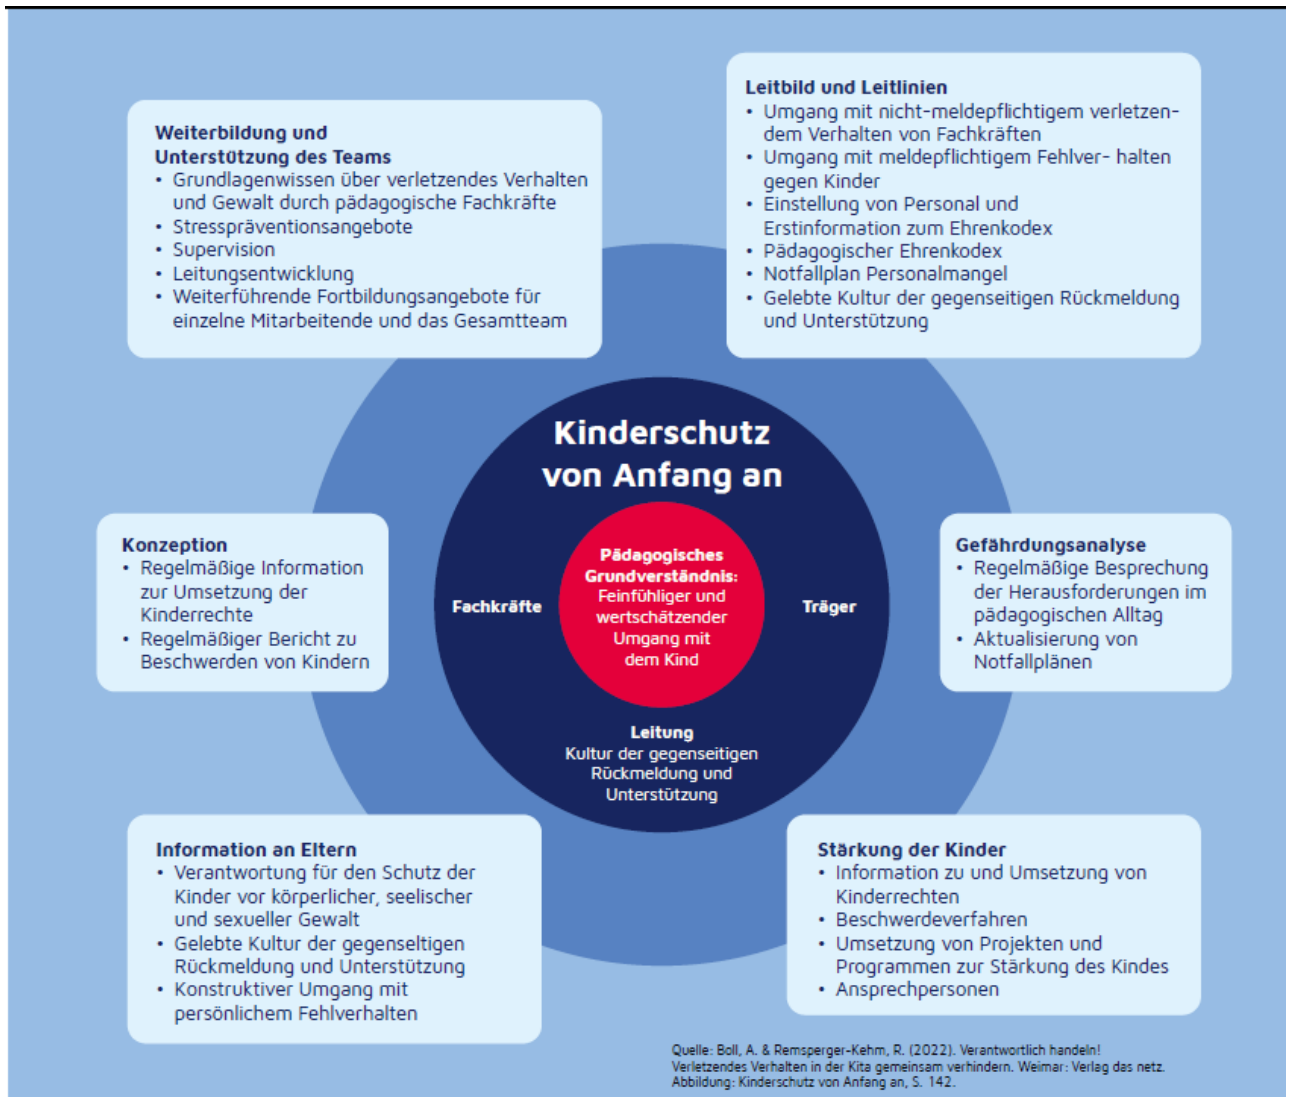 Weiterbildung und
Unterstützung des Teams
• Grundlagenwissen über verletzendes Verhalten
und Gewalt durch pädagogische Fachkräfte
• Stresspräventionsangebote
• Supervision
• Leitungsentwicklung
• Weiterführende Fortbildungsangebote für
einzelne Mitarbeitende und das Gesamtteam
Leitbild und Leitlinien
• Umgang mit nicht-meldepflichtigem verletzen-
dem Verhalten von Fachkräften
• Umgang mit meldepflichtigem Fehlver- halten
gegen Kinder
• Einstellung von Personal und
Erstinformation zum Ehrenkodex
• Pädagogischer Ehrenkodex
• Notfallplan Personalmangel
• Gelebte Kultur der gegenseitigen Rückmeldung
und Unterstützung
Kinderschutz
von Anfang an
Konzeption
• Regelmäßige Information
zur Umsetzung der
Kinderrechte
• Regelmäßiger Bericht zu
Beschwerden von Kindern
Fachkräfte
Pädagogisches
Grundverständnis:
Feinfühliger und
wertschätzender
Umgang mit
dem Kind
Träger
Gefährdungsanalyse
• Regelmäßige Besprechung
der Herausforderungen im
pädagogischen Alltag
• Aktualisierung von
Notfallplänen
Leitung
Kultur der gegenseitigen
Rückmeldung und
Unterstützung
Information an Eltern
• Verantwortung für den Schutz der
Kinder vor körperlicher, seelischer
und sexueller Gewalt
• Gelebte Kultur der gegenseltigen
Rückmeldung und Unterstützung
• Konstruktiver Umgang mit
persönlichem Fehlverhalten
Stärkung der Kinder
• Information zu und Umsetzung von
Kinderrechten
• Beschwerdeverfahren
• Umsetzung von Projekten und
Programmen zur Stärkung des Kindes
• Ansprechpersonen
Quelle: Boll, A. & Remsperger-Kehm, R. (2022). Verantwortlich handeln!
Verletzendes Verhalten in der Kita gemeinsam verhindern. Weimar: Verlag das netz.
Abbildung: Kinderschutz von Anfang an, S. 142.